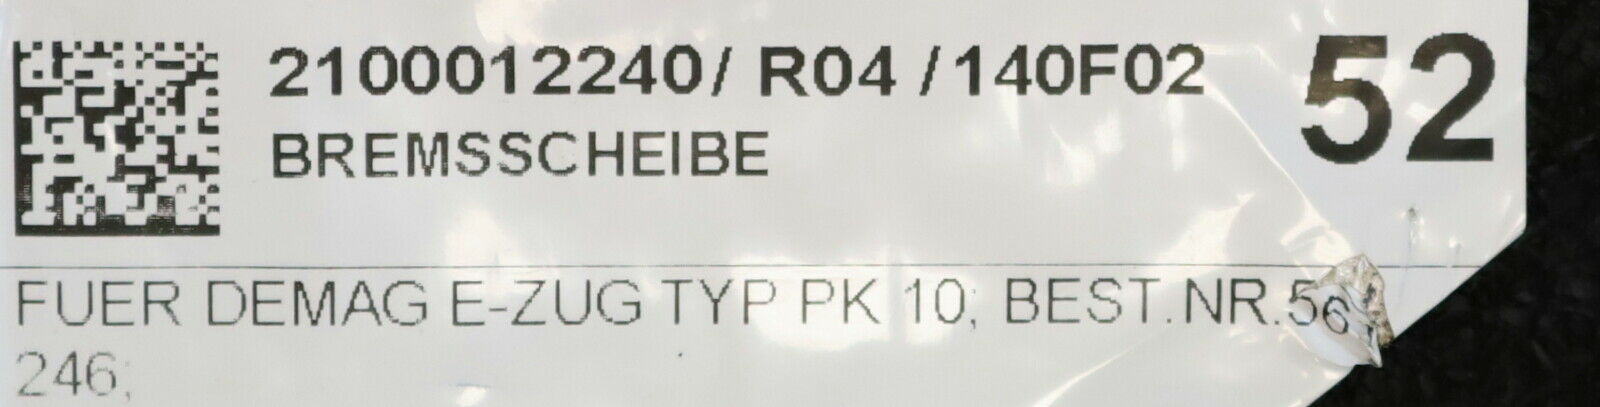 2100012240/ R04 /140F02
52
BREMSSCHEIBE
FUER DEMAG E-ZUG TYP PK 10; BEST.NR.56
246;